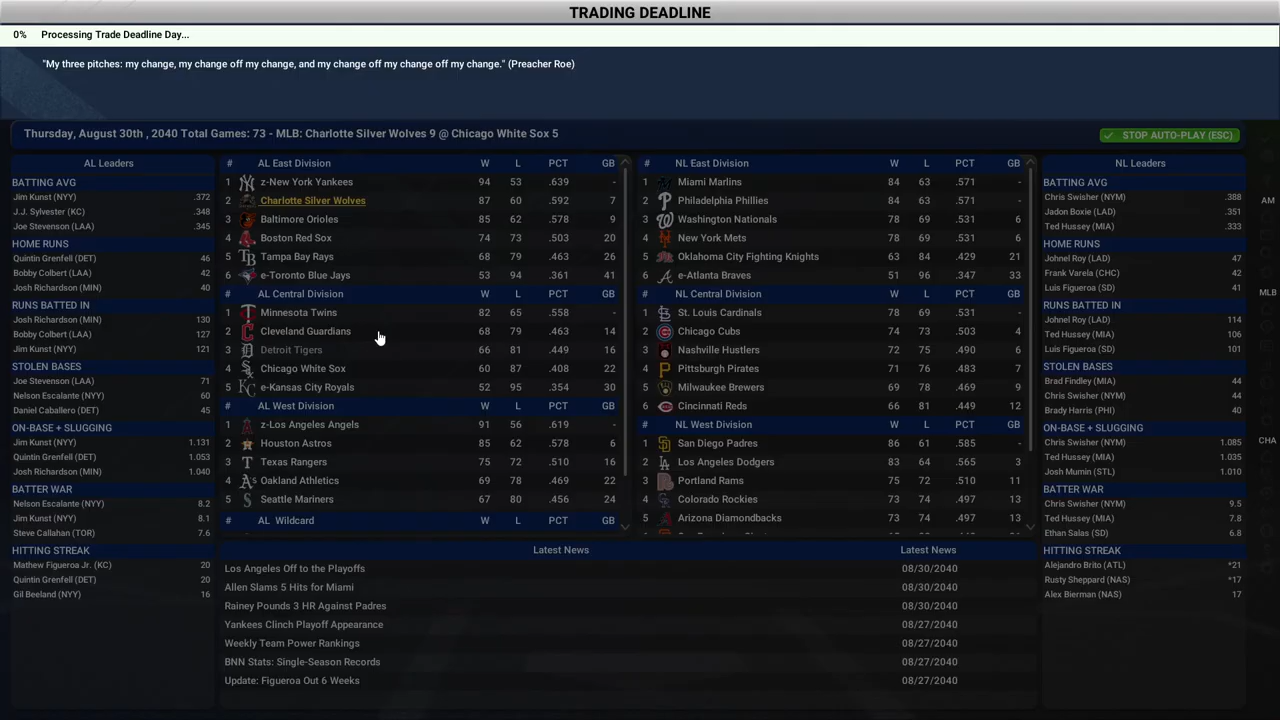 TRADING DEADLINE
0% Processing Trade Deadline Day...
"My three pitches: my change, my change off my change, and my change off my change off my change." (Preacher Roe)
Thursday, August 30th , 2040 Total Games: 73 - MLB: Charlotte Silver Wolves 9 @ Chicago White Sox 5
STOP AUTO-PLAY (ESC)
AL Leaders
BATTING AVG
Jim Kunst (NYY) .372
J.J. Sylvester (KC) .348
Joe Stevenson (LAA) .345
HOME RUNS
Quintin Grenfell (DET) 46
Bobby Colbert (LAA) 42
Josh Richardson (MIN) 40
RUNS BATTED IN
Josh Richardson (MIN) 130
Bobby Colbert (LAA) 127
Jim Kunst (NYY) 121
STOLEN BASES
Joe Stevenson (LAA) 71
Nelson Escalante (NYY) 60
Daniel Caballero (DET) 45
ON-BASE + SLUGGING
Jim Kunst (NYY) 1.131
Quintin Grenfell (DET) 1.053
Josh Richardson (MIN) 1.040
BATTER WAR
Nelson Escalante (NYY) 8.2
Jim Kunst (NYY) 8.1
Steve Callahan (TOR) 7.6
HITTING STREAK
Mathew Figueroa Jr. (KC) 20
Quintin Grenfell (DET) 20
Gil Beeland (NYY) 16
# AL East Division W L PCT GB
1 z-New York Yankees 94 53 .639 -
2 Charlotte Silver Wolves 87 60 .592 7
3 Baltimore Orioles 85 62 .578 9
4 Boston Red Sox 74 73 .503 20
5 Tampa Bay Rays 68 79 .463 26
6 e-Toronto Blue Jays 53 94 .361 41
# AL Central Division W L PCT GB
1 Minnesota Twins 82 65 .558 -
2 Cleveland Guardians 68 79 .463 14
3 Detroit Tigers 66 81 .449 16
4 Chicago White Sox 60 87 .408 22
5 e-Kansas City Royals 52 95 .354 30
# AL West Division W L PCT GB
1 z-Los Angeles Angels 91 56 .619 -
2 Houston Astros 85 62 .578 6
3 Texas Rangers 75 72 .510 16
4 Oakland Athletics 69 78 .469 22
5 Seattle Mariners 67 80 .456 24
# AL Wildcard W L PCT GB
# NL East Division W L PCT GB
1 Miami Marlins 84 63 .571 -
2 Philadelphia Phillies 84 63 .571 -
3 Washington Nationals 78 69 .531 6
4 New York Mets 78 69 .531 6
5 Oklahoma City Fighting Knights 63 84 .429 21
6 e-Atlanta Braves 51 96 .347 33
# NL Central Division W L PCT GB
1 St. Louis Cardinals 78 69 .531 -
2 Chicago Cubs 74 73 .503 4
3 Nashville Hustlers 72 75 .490 6
4 Pittsburgh Pirates 71 76 .483 7
5 Milwaukee Brewers 69 78 .469 9
6 Cincinnati Reds 66 81 .449 12
# NL West Division W L PCT GB
1 San Diego Padres 86 61 .585 -
2 Los Angeles Dodgers 83 64 .565 3
3 Portland Rams 75 72 .510 11
4 Colorado Rockies 73 74 .497 13
5 Arizona Diamondbacks 73 74 .497 13
NL Leaders
BATTING AVG
Chris Swisher (NYM) .388
Jadon Boxie (LAD) .351
Ted Hussey (MIA) .333
HOME RUNS
Johnel Roy (LAD) 47
Frank Varela (CHC) 42
Luis Figueroa (SD) 41
RUNS BATTED IN
Johnel Roy (LAD) 114
Ted Hussey (MIA) 106
Luis Figueroa (SD) 101
STOLEN BASES
Brad Findley (MIA) 44
Chris Swisher (NYM) 44
Brady Harris (PHI) 40
ON-BASE + SLUGGING
Chris Swisher (NYM) 1.085
Ted Hussey (MIA) 1.035
Josh Mumin (STL) 1.010
BATTER WAR
Chris Swisher (NYM) 9.5
Ted Hussey (MIA) 7.8
Ethan Salas (SD) 6.8
HITTING STREAK
Alejandro Brito (ATL) *21
Rusty Sheppard (NAS) *17
Alex Bierman (NAS) 17
AM
MLB
CHA
Latest News Latest News
Los Angeles Off to the Playoffs 08/30/2040
Allen Slams 5 Hits for Miami 08/30/2040
Rainey Pounds 3 HR Against Padres 08/30/2040
Yankees Clinch Playoff Appearance 08/27/2040
Weekly Team Power Rankings 08/27/2040
BNN Stats: Single-Season Records 08/27/2040
Update: Figueroa Out 6 Weeks 08/27/2040